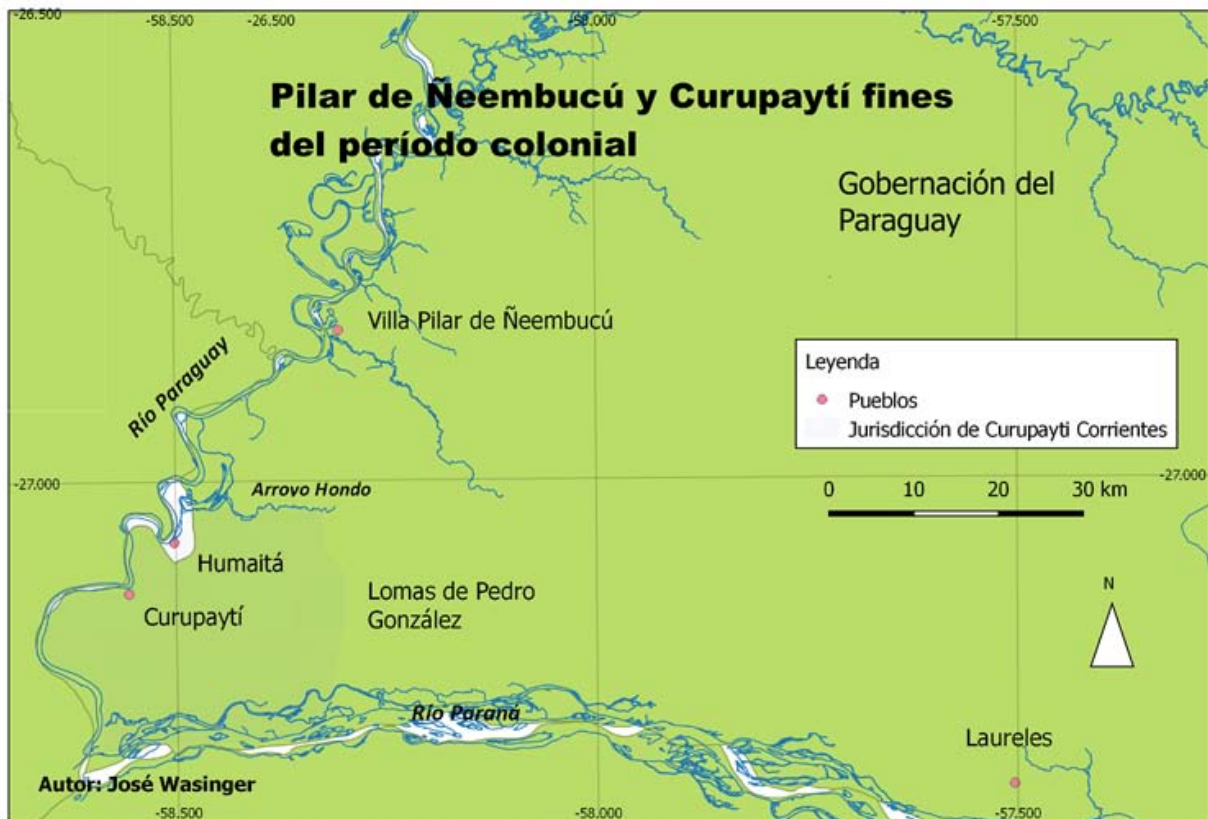 -26.500
-58.500
-26.500
-58.000
-57.500
Pilar de Ñeembucú y Curupaytí fines
del período colonial
Gobernación del
Paraguay
Villa Pilar de Ñeembucú
Río Paraguay
Leyenda
Pueblos
Jurisdicción de Curupayti Corrientes
-27.000
Arroyo Hondo
-27.000
0 10 20 30 km
Humaitá
Lomas de Pedro
González
Curupaytí
N
Río Paraná
Laureles
Autor: José Wasinger
-58.500
-58.000
-57.500